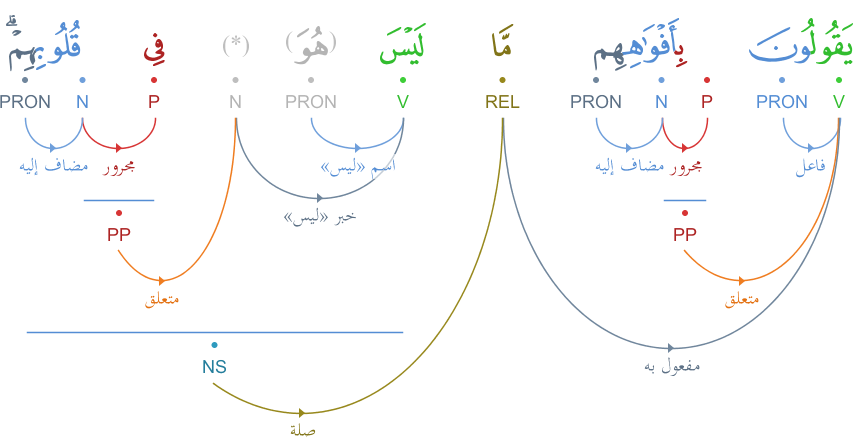 يَقُولُونَ بِأَفْوَٰهِهِم مَّا لَيْسَ (هُوَ) (*) فِى قُلُوبِهِمْ ۗ
V PRON P N PRON REL V PRON N P N PRON
فاعل مجرور مضاف إليه اسم «ليس» مجرور مضاف إليه
خبر «ليس»
PP PP
متعلق متعلق
NS
مفعول به
صلة